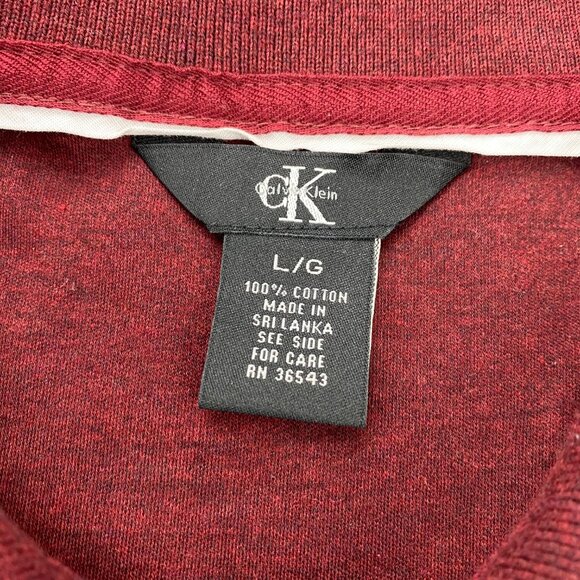 CK
Calvin Klein
L/G
100% COTTON
MADE IN
SRI LANKA
SEE SIDE
FOR CARE
RN 36543